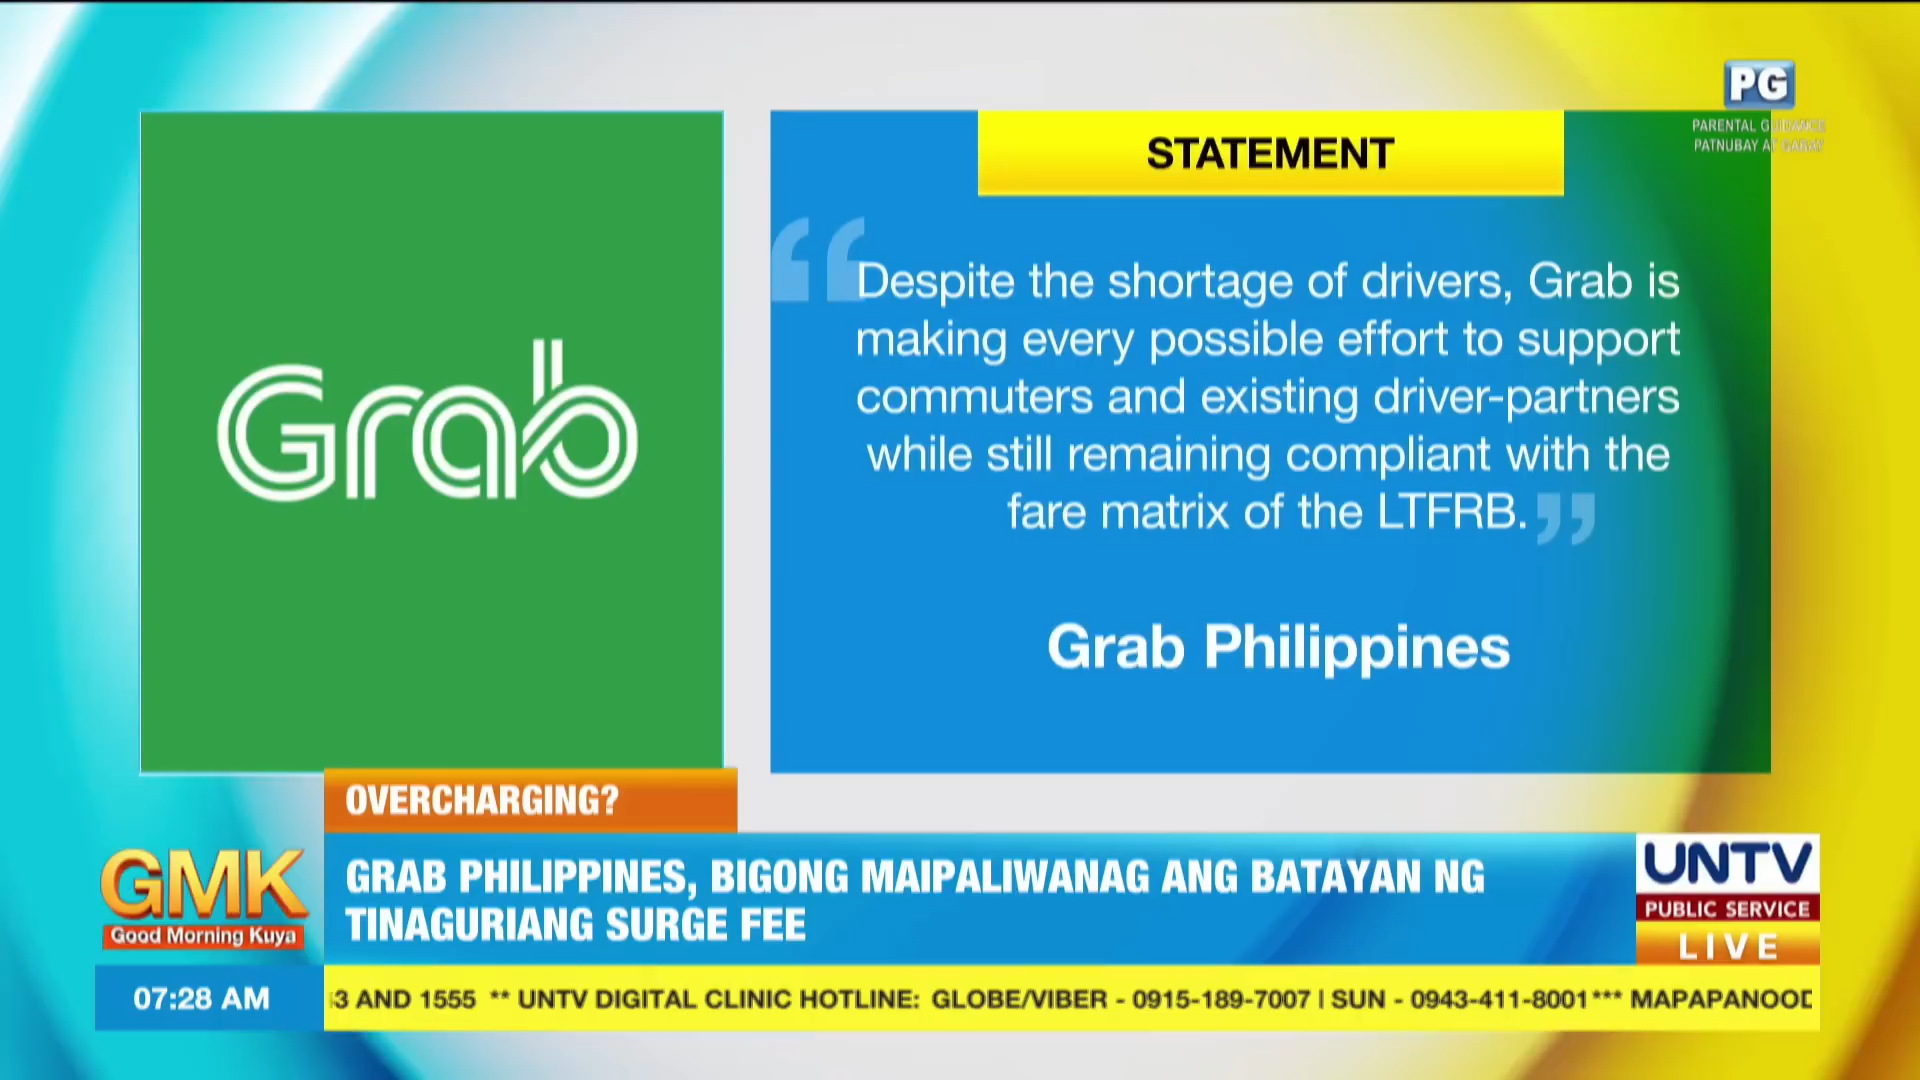 PG
PARENTAL GUIDANCE
PATNUBAY AT GABAY
STATEMENT
“Despite the shortage of drivers, Grab is
making every possible effort to support
commuters and existing driver-partners
while still remaining compliant with the
fare matrix of the LTFRB.”
Grab Philippines
Grab
OVERCHARGING?
GRAB PHILIPPINES, BIGONG MAIPALIWANAG ANG BATAYAN NG
TINAGURIANG SURGE FEE
GMK
Good Morning Kuya
UNTV
PUBLIC SERVICE
LIVE
07:28 AM
3 AND 1555 ** UNTV DIGITAL CLINIC HOTLINE: GLOBE/VIBER - 0915-189-7007 | SUN - 0943-411-8001*** MAPAPANOOD